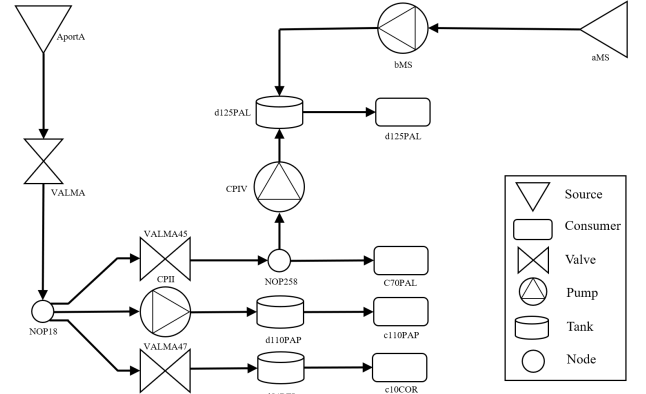 AportA
bMS
aMS
d125PAL
d125PAL
CPIV
VALMA
VALMA45
CPII
NOP258
C70PAL
NOP18
d110PAP
c110PAP
VALMA47
c10COR
Source
Consumer
Valve
Pump
Tank
Node